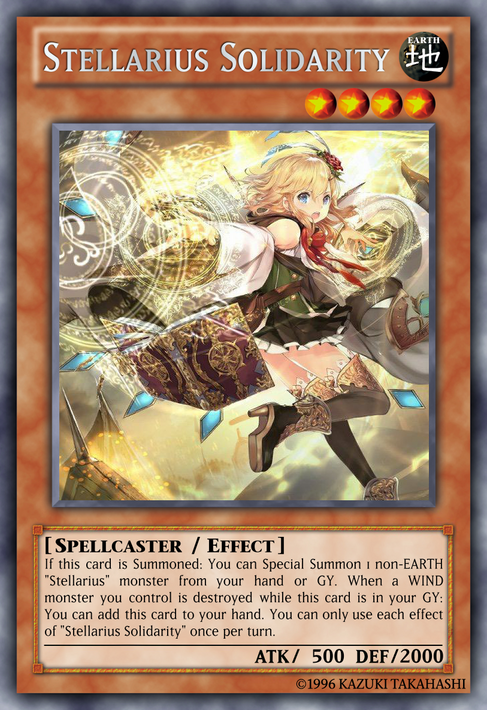 Stellarius Solidarity
EARTH
地
[ Spellcaster / Effect ]
If this card is Summoned: You can Special Summon 1 non-EARTH
"Stellarius" monster from your hand or GY. When a WIND
monster you control is destroyed while this card is in your GY:
You can add this card to your hand. You can only use each effect
of "Stellarius Solidarity" once per turn.
ATK/ 500 DEF/2000
©1996 KAZUKI TAKAHASHI